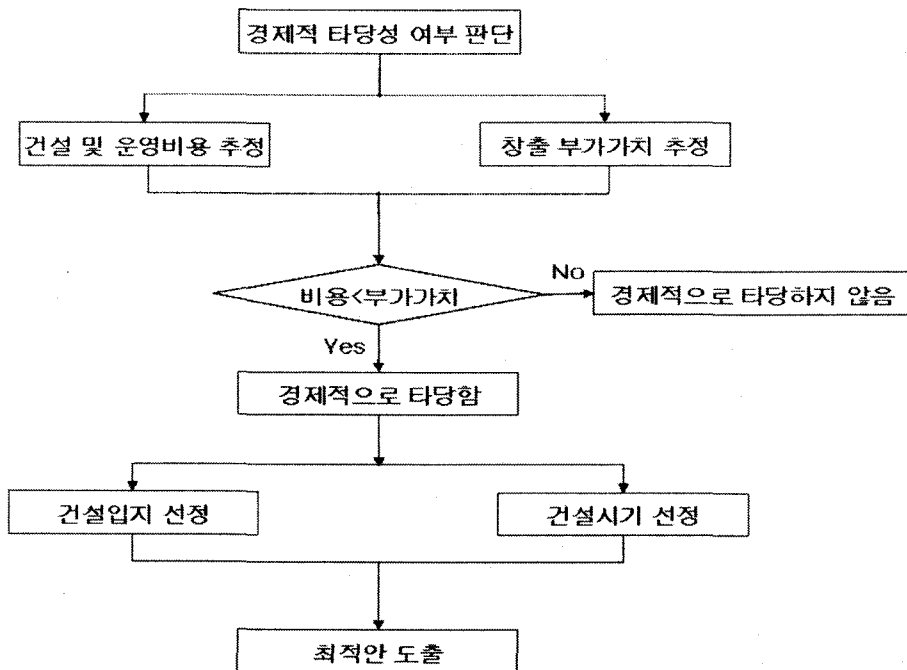 경제적 타당성 여부 판단
건설 및 운영비용 추정
창출 부가가치 추정
비용<부가가치
No
경제적으로 타당하지 않음
Yes
경제적으로 타당함
건설입지 선정
건설시기 선정
최적안 도출